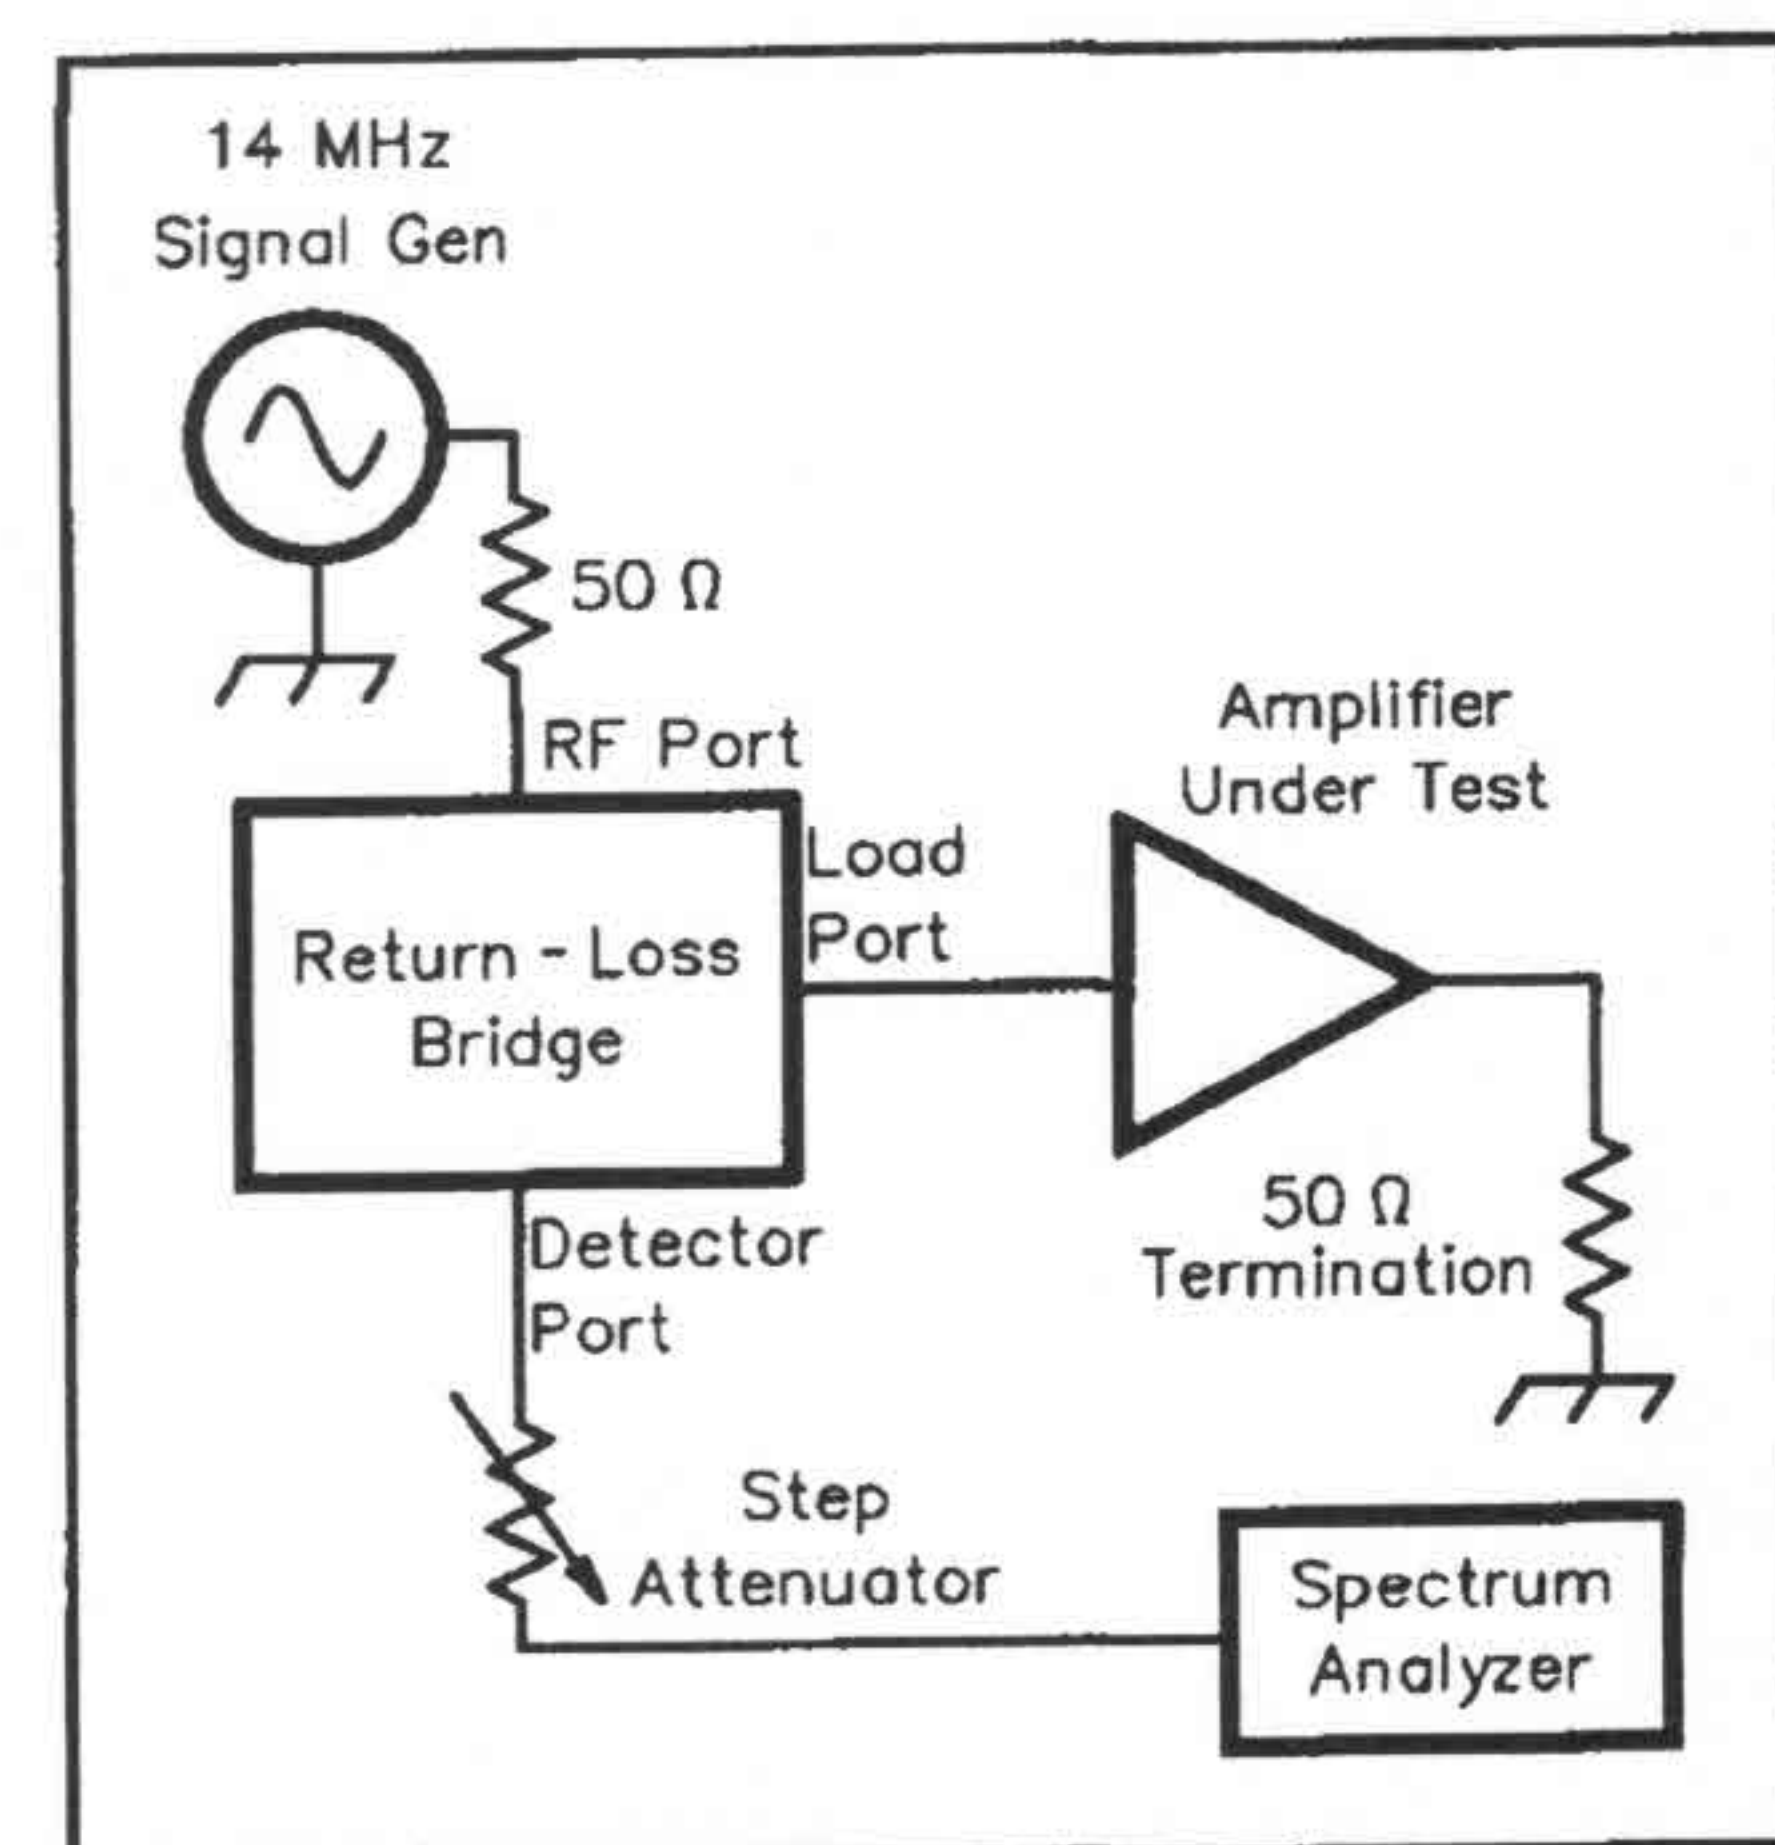 14 MHz
Signal Gen
50 Ω
RF Port
Amplifier
Under Test
Load
Port
Return - Loss
Bridge
Detector
Port
50 Ω
Termination
Step
Attenuator
Spectrum
Analyzer